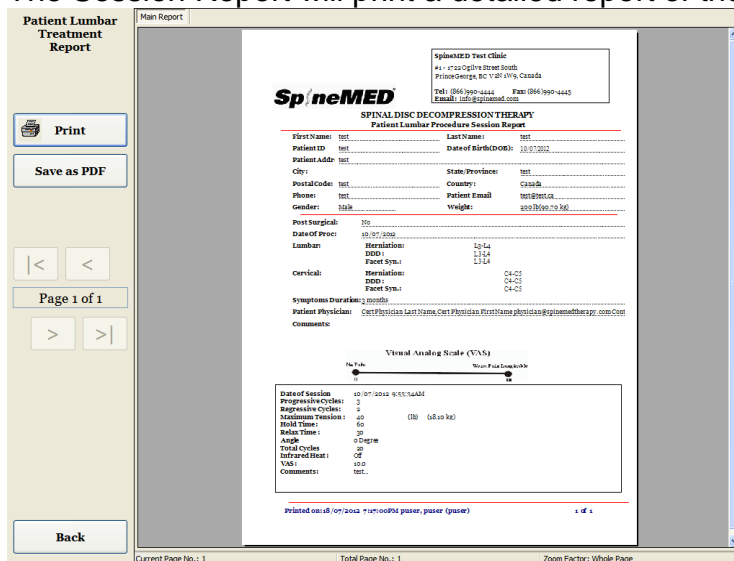 The Session Report will print a detailed report of the
Patient Lumbar
Treatment
Report
Print
Save as PDF
|< <
Page 1 of 1
> >|
Back
Main Report
SpineMED Test Clinic
#1 - 1722 Ogilve Street South
Prince George, BC V2N 1W9, Canada
Tel: (866)990-4444 Fax: (866)990-4445
Email: info@spinemed.com
SpineMED
SPINAL DISC DECOMPRESSION THERAPY
Patient Lumbar Procedure Session Report
First Name: test Last Name: test
Patient ID test Date of Birth(DOB): 10/07/2012
Patient Addr test
City: State/Province: test
Postal Code: test Country: Canada
Phone: test Patient Email test@test.ca
Gender: Male Weight: 200 lb(90.70 kg)
Post Surgical: No
Date Of Proc: 10/07/2012
Lumbar: Herniation: L3-L4
DDD: L3-L4
Facet Syn.: L3-L4
Cervical: Herniation: C4-C5
DDD: C4-C5
Facet Syn.: C4-C5
Symptoms Duration: 3 months
Patient Physician: Cert Physician Last Name, Cert Physician First Name physician@spinemedtherapy.com Cont
Comments:
Visual Analog Scale (VAS)
No Pain Worst Pain Imaginable
0 10
Date of Session 10/07/2012 9:53:34AM
Progressive Cycles: 3
Regressive Cycles: 2
Maximum Tension: 40 (lb) (18.10 kg)
Hold Time: 60
Relax Time: 30
Angle 0 Degree
Total Cycles 20
Infrared Heat: Off
VAS: 10.0
Comments: test...
Printed on: 18/07/2012 7:17:00PM puser, puser (puser) 1 of 1
Current Page No.: 1 Total Page No.: 1 Zoom Factor: Whole Page